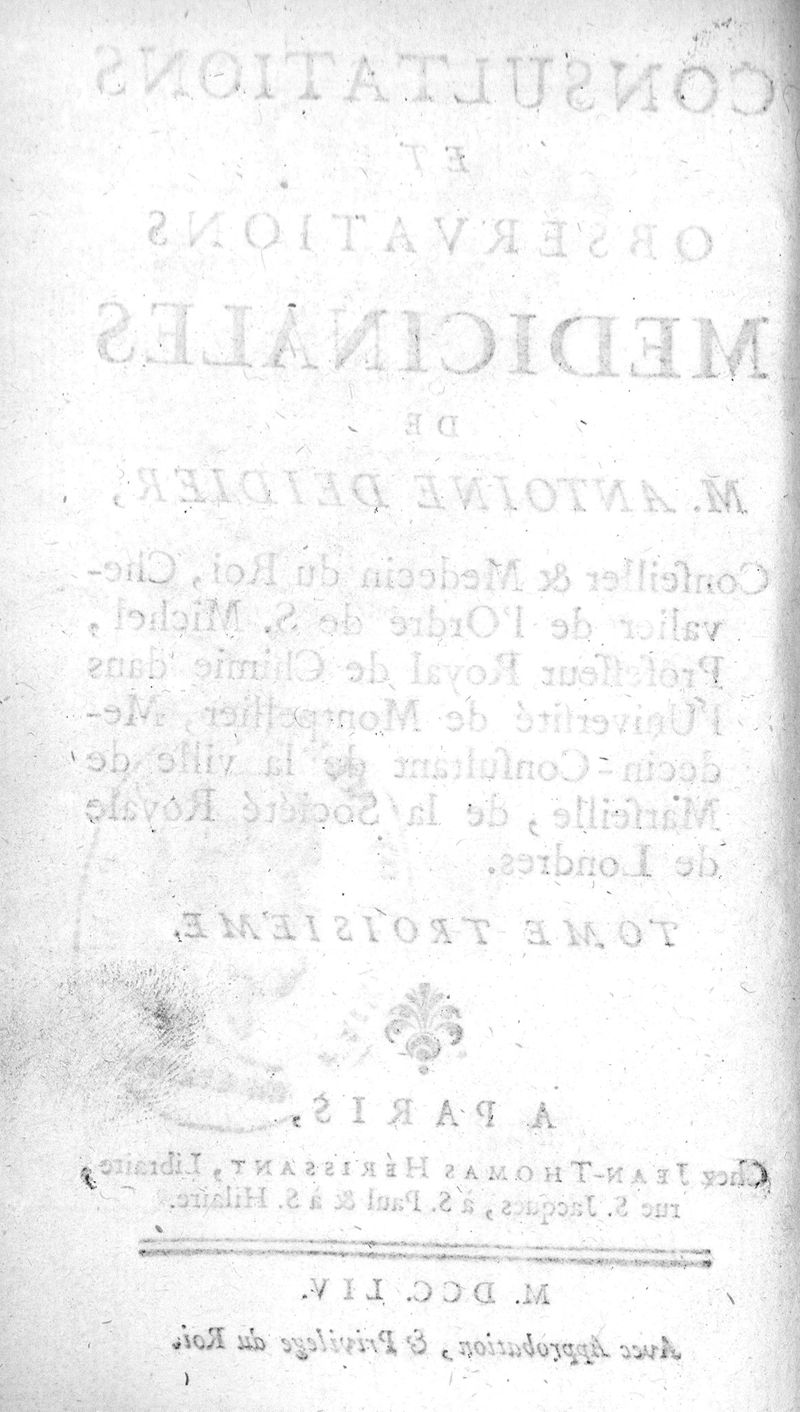 CONSULTATIONS
ET
OBSERVATIONS
MEDICINALES
DE
M. ANTOINE DEIDIER,
Conſeiller & Medecin du Roi, Che-
valier de l'Ordre de S. Michel,
Profeſſeur Royal de Chimie dans
l'Univerſité de Montpellier, Me-
decin-Conſultant de la ville de
Marſeille, de la Société Royale
de Londres.
TOME TROISIEME.
A PARIS,
Chez JEAN-THOMAS HÉRISSANT, Libraire,
rue S. Jacques, à S. Paul & à S. Hilaire.
M. DCC. LIV.
Avec Approbation, & Privilege du Roi.